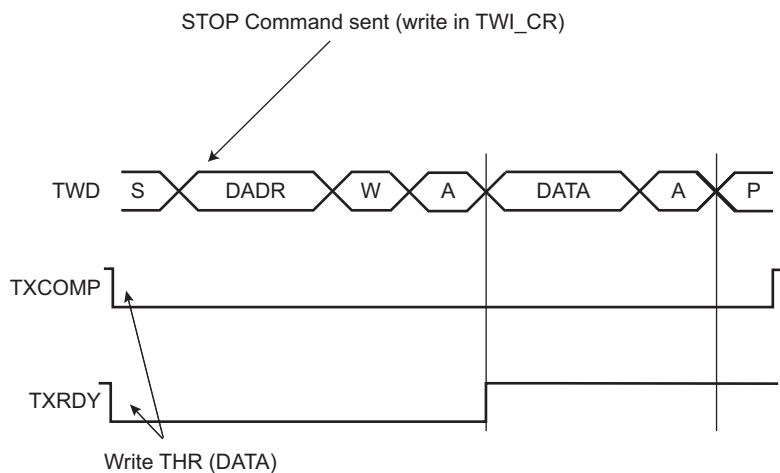 STOP Command sent (write in TWI_CR)
TWD S DADR W A DATA A P
TXCOMP
TXRDY
Write THR (DATA)